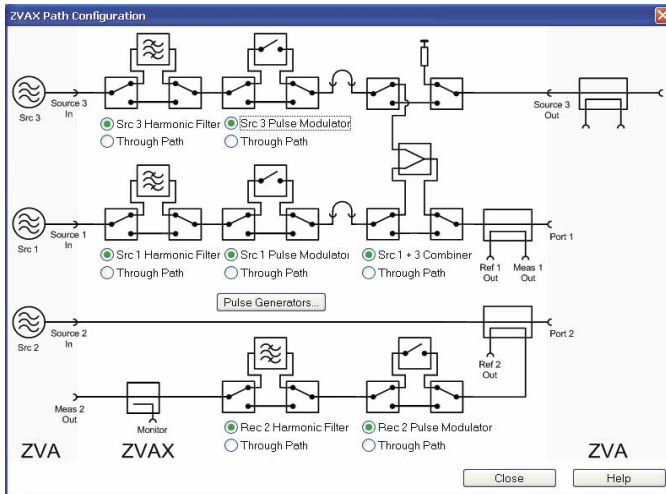 ZVAX Path Configuration
Src 3
Source 3
In
Source 3
Out
Src 3 Harmonic Filter
Src 3 Pulse Modulator
Through Path
Through Path
Src 1
Source 1
In
Port 1
Ref 1
Out
Meas 1
Out
Src 1 Harmonic Filter
Src 1 Pulse Modulator
Src 1 + 3 Combiner
Through Path
Through Path
Through Path
Pulse Generators...
Src 2
Source 2
In
Port 2
Ref 2
Out
Meas 2
Out
Monitor
Rec 2 Harmonic Filter
Rec 2 Pulse Modulator
Through Path
Through Path
ZVA
ZVAX
ZVA
Close
Help